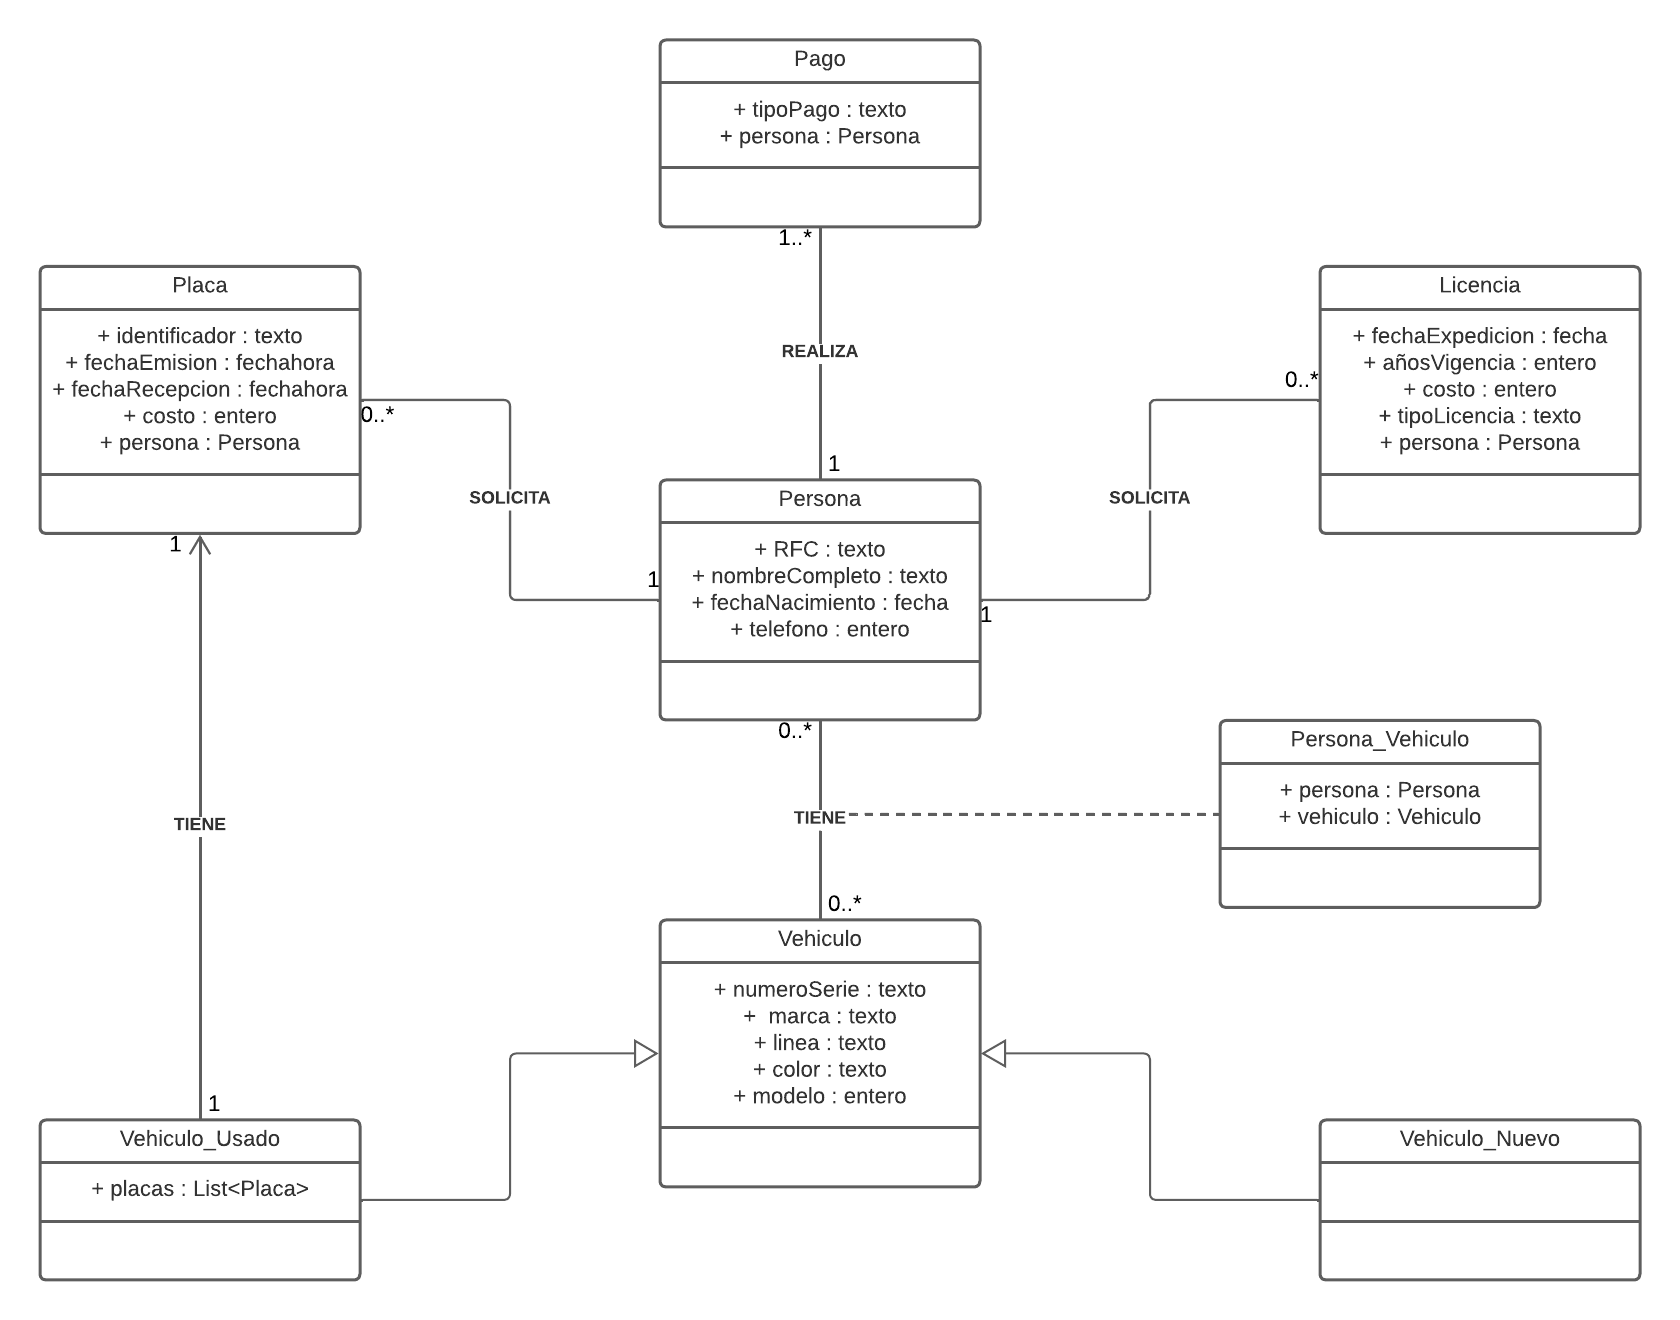 Pago
+ tipoPago : texto
+ persona : Persona
1..*
REALIZA
1
Placa
+ identificador : texto
+ fechaEmision : fechahora
+ fechaRecepcion : fechahora
+ costo : entero
+ persona : Persona
0..*
SOLICITA
1
Licencia
+ fechaExpedicion : fecha
+ añosVigencia : entero
+ costo : entero
+ tipoLicencia : texto
+ persona : Persona
0..*
SOLICITA
1
Persona
+ RFC : texto
+ nombreCompleto : texto
+ fechaNacimiento : fecha
+ telefono : entero
0..*
TIENE
0..*
Persona_Vehiculo
+ persona : Persona
+ vehiculo : Vehiculo
1
TIENE
1
Vehiculo
+  marca : texto
+ numeroSerie : texto
+ linea : texto
+ color : texto
+ modelo : entero
Vehiculo_Usado
+ placas : List<Placa>
Vehiculo_Nuevo